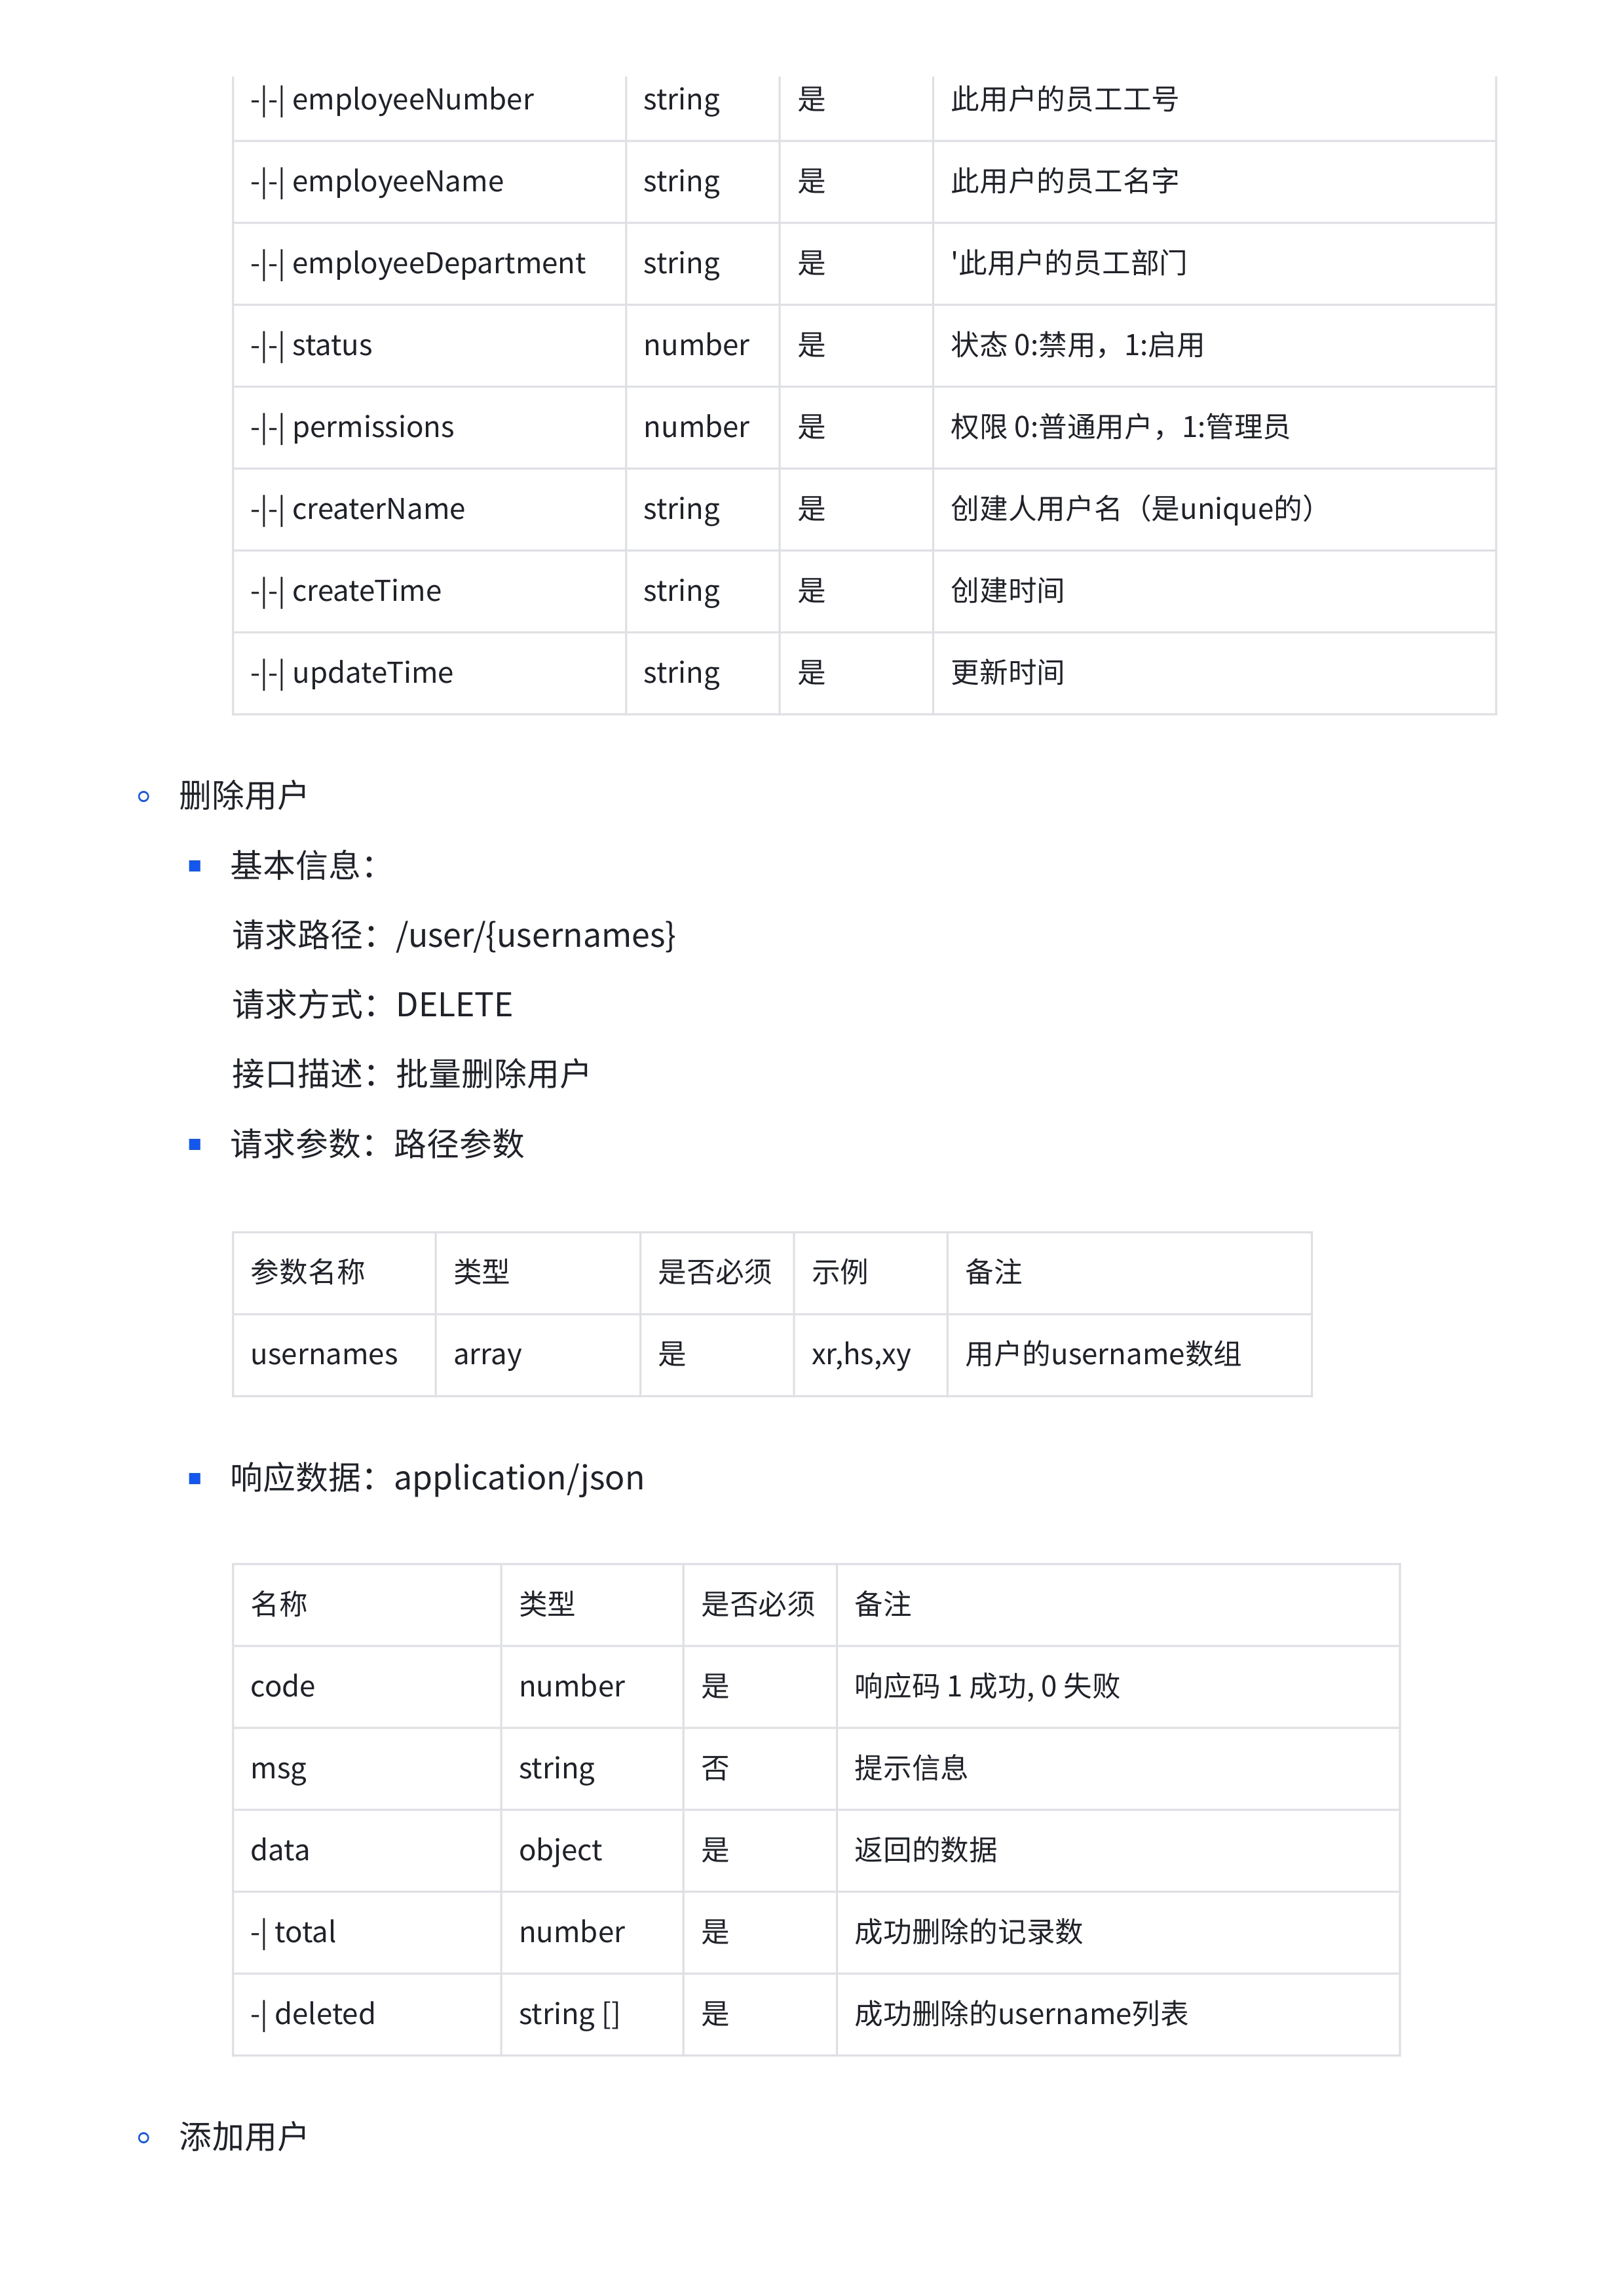 -|-| employeeNumber string 是 此用户的员工工号
-|-| employeeName string 是 此用户的员工名字
-|-| employeeDepartment string 是 '此用户的员工部门
-|-| status number 是 状态 0:禁用，1:启用
-|-| permissions number 是 权限 0:普通用户，1:管理员
-|-| createrName string 是 创建人用户名（是unique的）
-|-| createTime string 是 创建时间
-|-| updateTime string 是 更新时间
删除用户
基本信息：
请求路径：/user/{usernames}
请求方式：DELETE
接口描述：批量删除用户
请求参数：路径参数
参数名称 类型 是否必须 示例 备注
usernames array 是 xr,hs,xy 用户的username数组
响应数据：application/json
名称 类型 是否必须 备注
code number 是 响应码 1 成功, 0 失败
msg string 否 提示信息
data object 是 返回的数据
-| total number 是 成功删除的记录数
-| deleted string [] 是 成功删除的username列表
添加用户